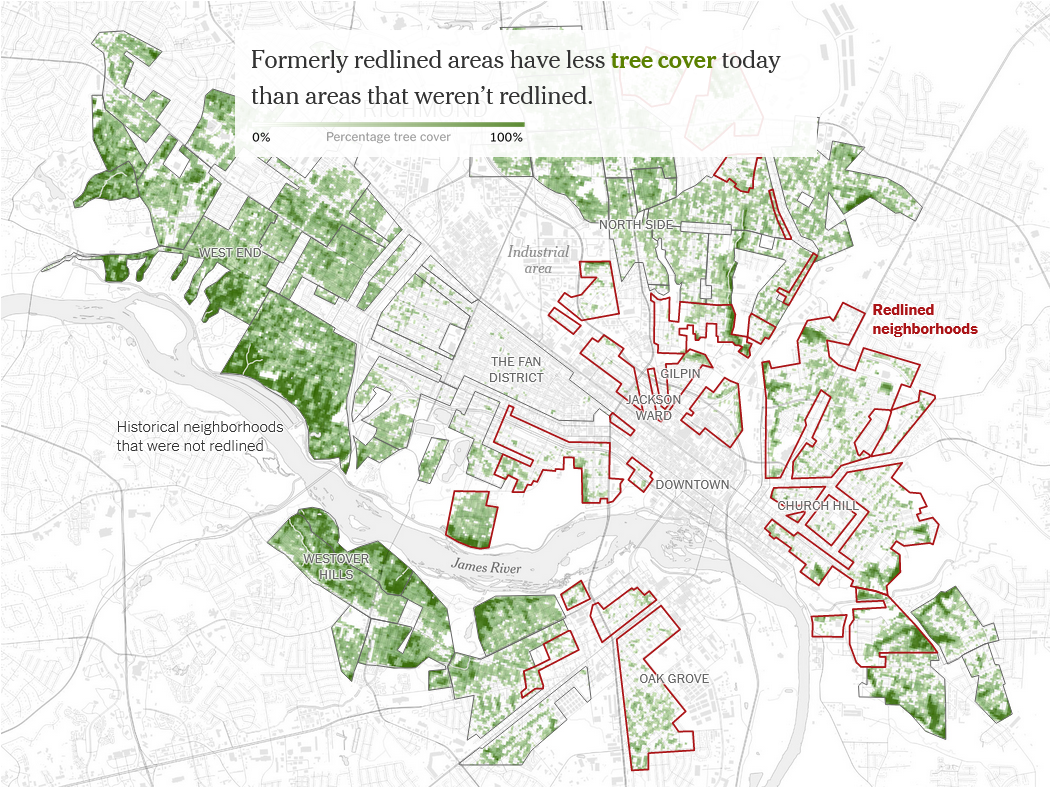 Formerly redlined areas have less tree cover today
than areas that weren't redlined.
0% Percentage tree cover 100%
NORTH SIDE
WEST END
Industrial
area
Redlined
neighborhoods
THE FAN
DISTRICT
GILPIN
JACKSON
WARD
Historical neighborhoods
that were not redlined
DOWNTOWN
CHURCH HILL
WESTOVER
HILLS
James River
OAK GROVE